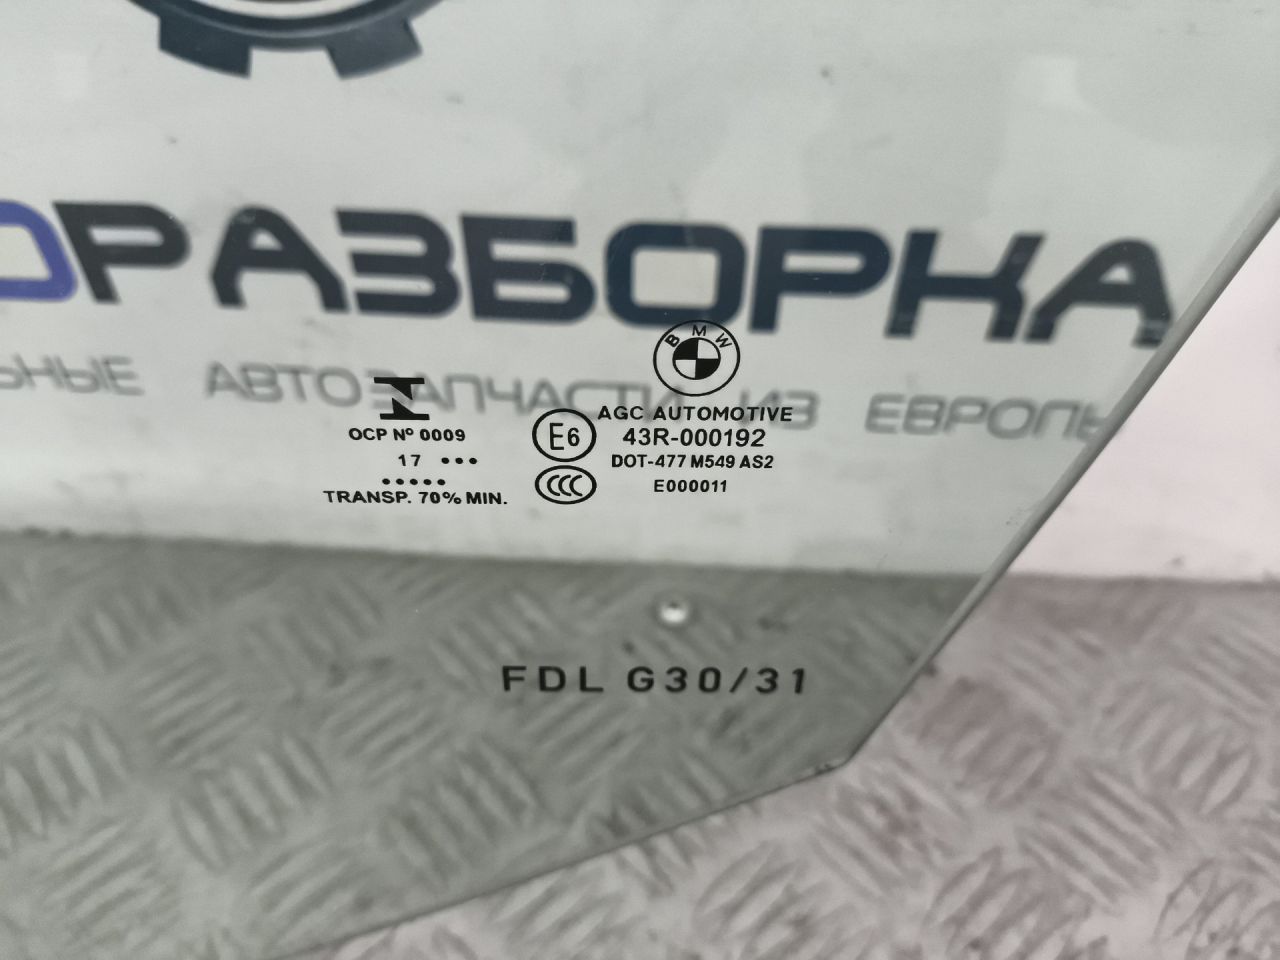 ОРАЗБОРКА
ЬНЫЕ АВТОЗАПЧАСТИ ИЗ ЕВРОПЫ
BMW
AGC AUTOMOTIVE
43R-000192
DOT-477 M549 AS2
E000011
E6
CCC
OCP Nº 0009
17 •••
•••••
TRANSP. 70% MIN.
FDL G30/31